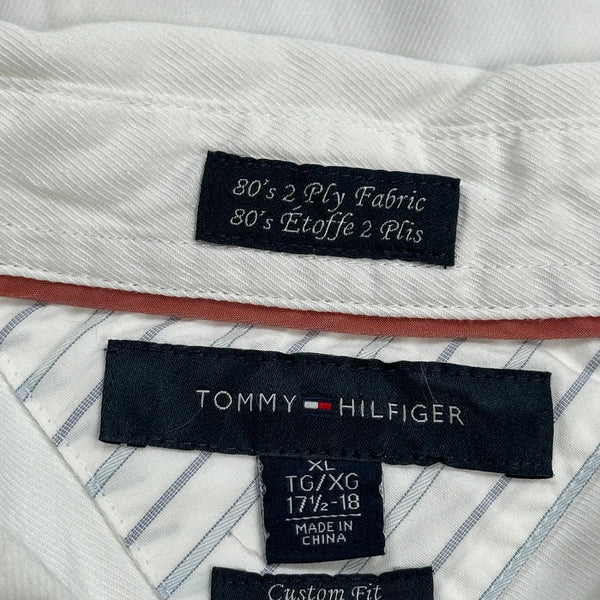 80's 2 Ply Fabric
80's Étoffe 2 Plis
TOMMY HILFIGER
XL
TG/XG
17½-18
MADE IN
CHINA
Custom Fit